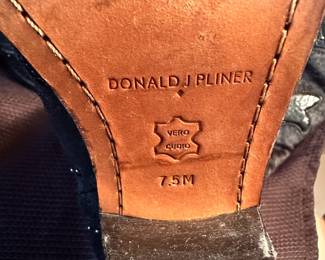 DONALD J PLINER
VERO
CUOIO
7.5M